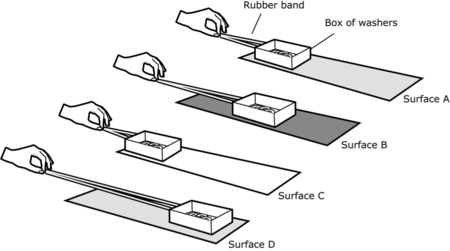 Rubber band
Box of washers
Surface A
Surface B
Surface C
Surface D